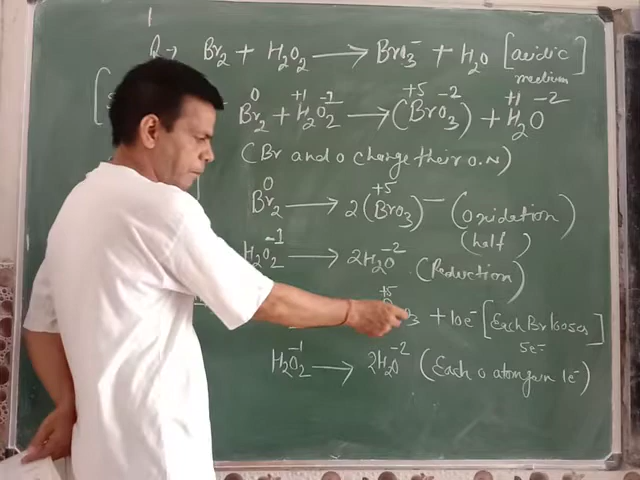 Q→ Br₂ + H₂O₂ ⟶ BrO₃⁻ + H₂O [acidic medium]
0 +1 -1 +5 -2 +1 -2
Br₂ + H₂O₂ ⟶ (BrO₃)⁻ + H₂O
(Br and O change their O.N)
0 +5
Br₂ ⟶ 2(BrO₃)⁻ (Oxidation half)
-1 -2
H₂O₂ ⟶ 2H₂O (Reduction)
+5
O₃ + 10e⁻ [Each Br looses 5e⁻]
-1 -2
H₂O₂ ⟶ 2H₂O (Each O atom gain 1e⁻)